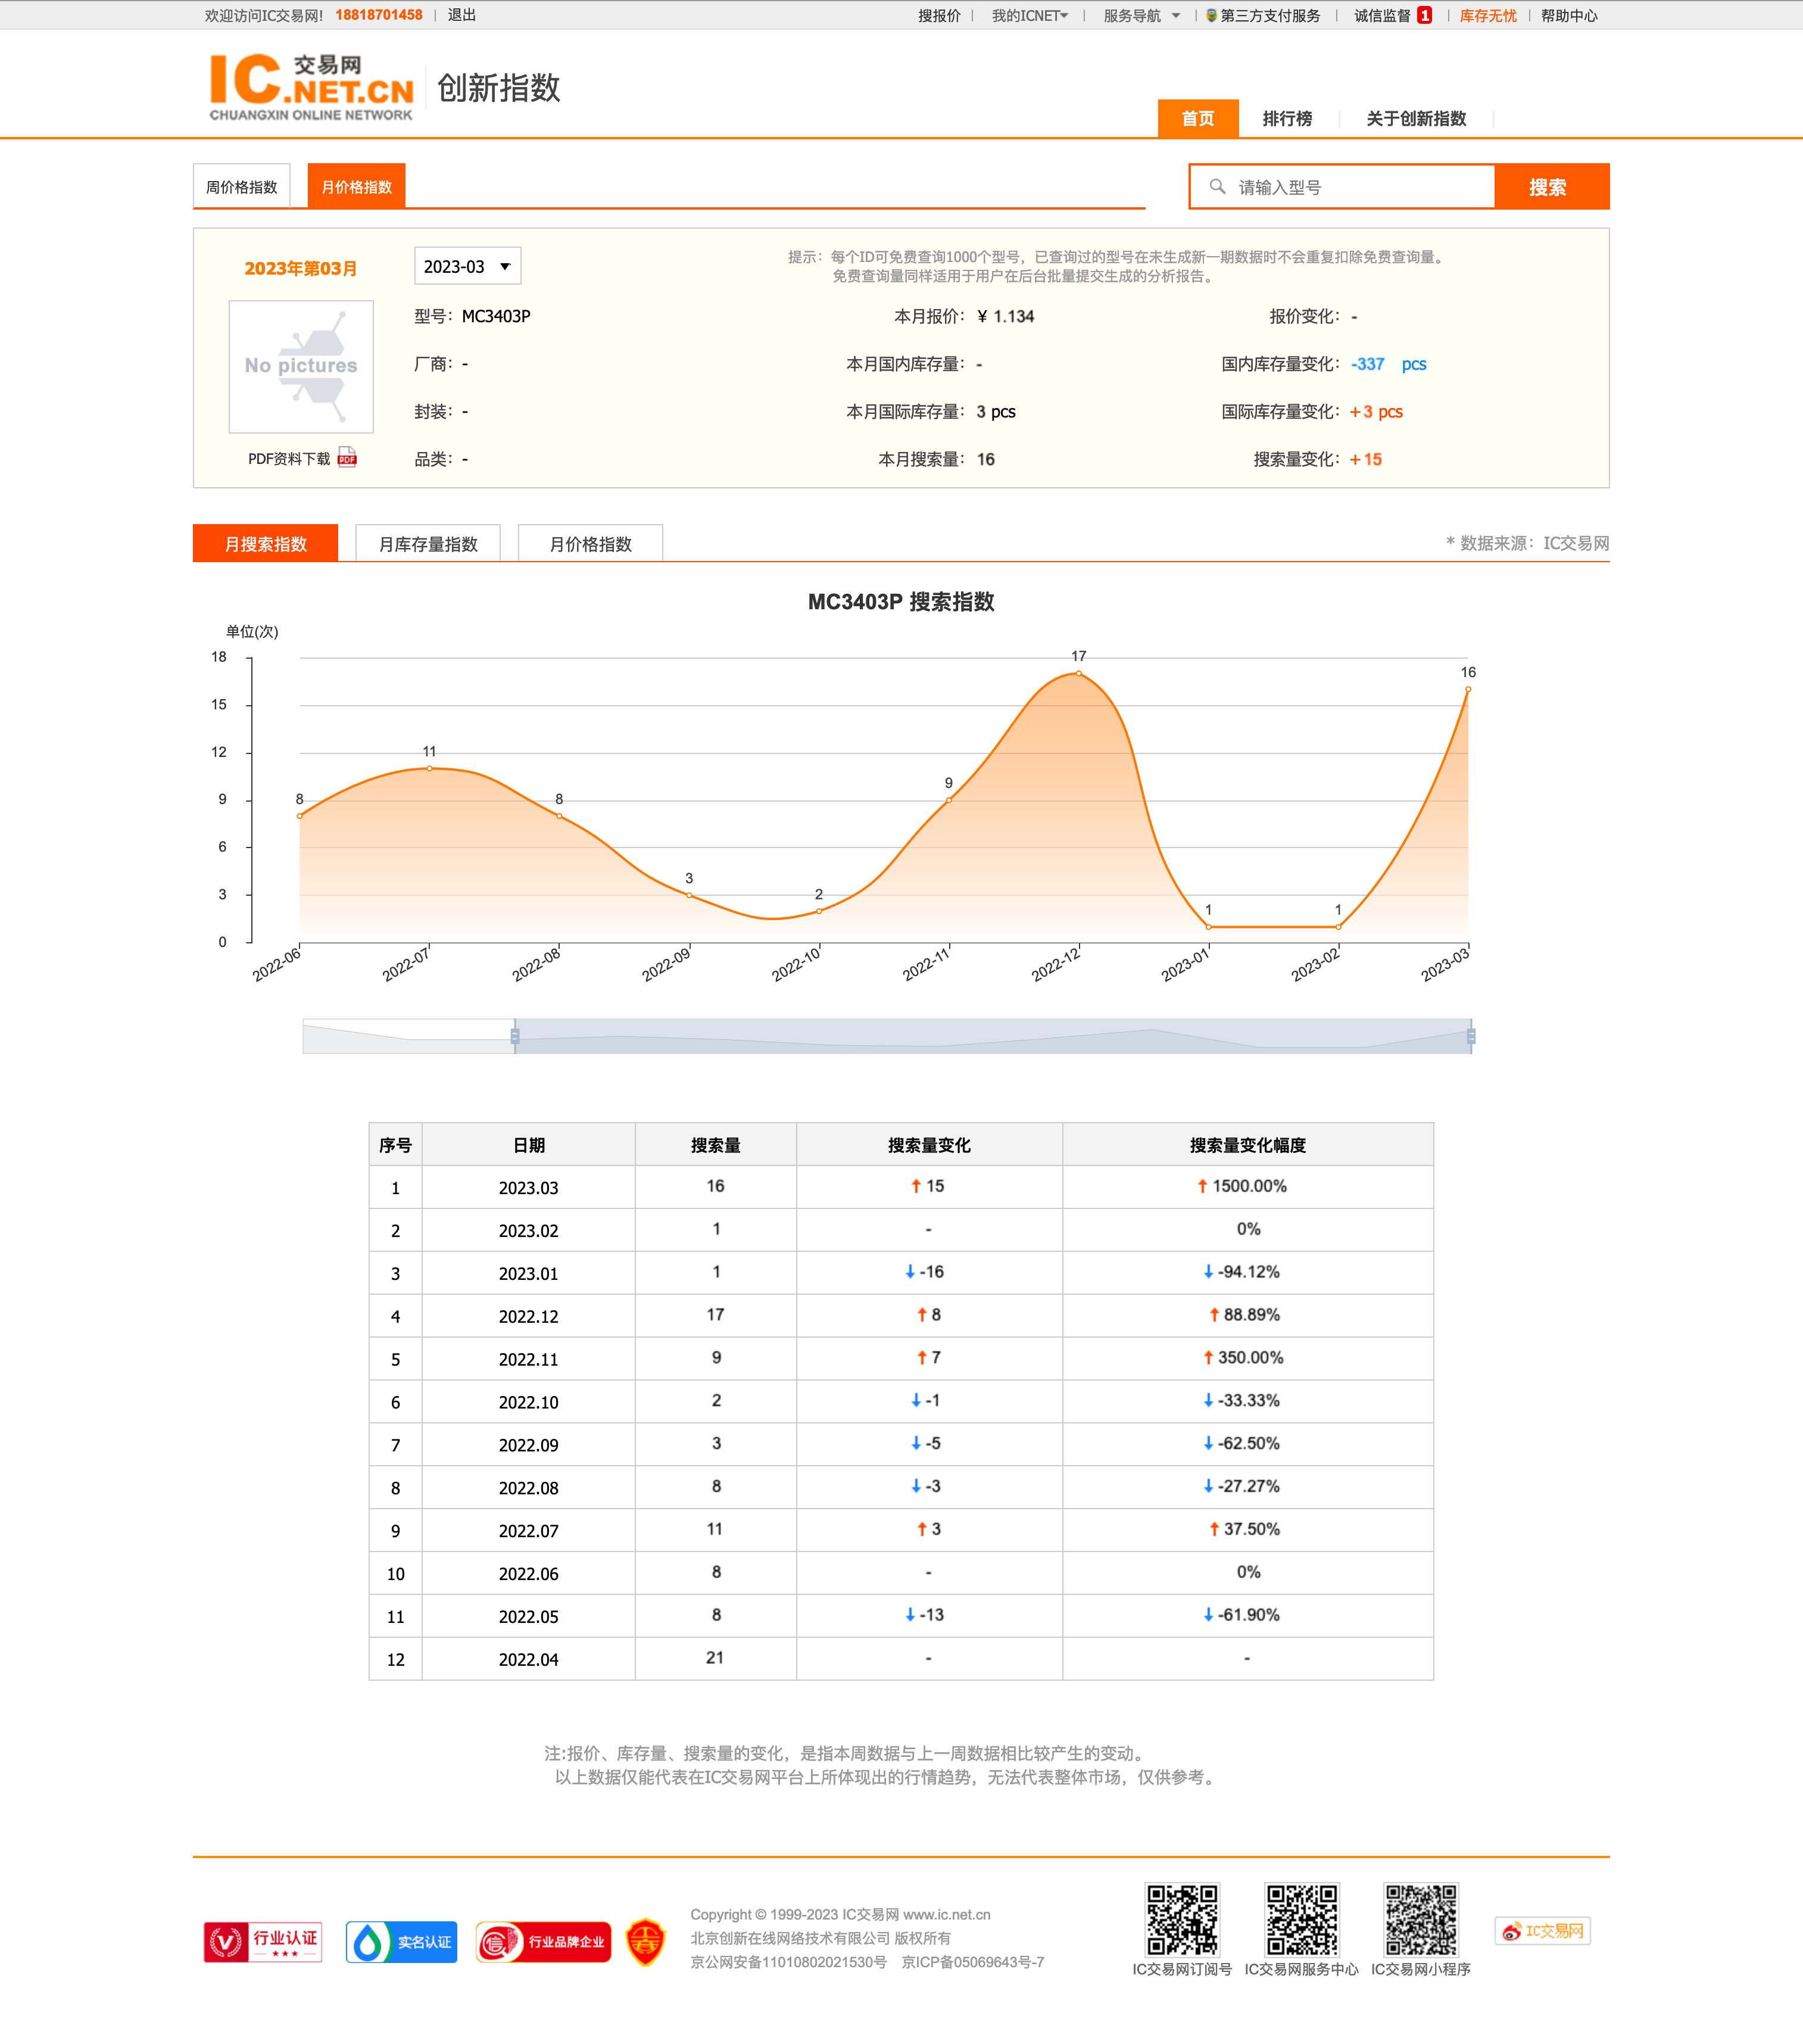 欢迎访问IC交易网! 18818701458 | 退出
搜报价 | 我的ICNET | 服务导航 | 第三方支付服务 | 诚信监督 1 | 库存无忧 | 帮助中心
IC交易网.NET.CN
CHUANGXIN ONLINE NETWORK
创新指数
首页 排行榜 关于创新指数
周价格指数 月价格指数
请输入型号 搜索
2023年第03月 2023-03
提示：每个ID可免费查询1000个型号，已查询过的型号在未生成新一期数据时不会重复扣除免费查询量。
免费查询量同样适用于用户在后台批量提交生成的分析报告。
No pictures
PDF资料下载 PDF
型号：MC3403P 本月报价：¥ 1.134 报价变化：-
厂商：- 本月国内库存量：- 国内库存量变化：-337 pcs
封装：- 本月国际库存量：3 pcs 国际库存量变化：+3 pcs
品类：- 本月搜索量：16 搜索量变化：+15
月搜索指数 月库存量指数 月价格指数
* 数据来源：IC交易网
MC3403P 搜索指数
单位(次)
18
15
12
9
6
3
0
8 11 8 3 2 9 17 1 1 16
2022-06 2022-07 2022-08 2022-09 2022-10 2022-11 2022-12 2023-01 2023-02 2023-03
序号 日期 搜索量 搜索量变化 搜索量变化幅度
1 2023.03 16 ↑ 15 ↑ 1500.00%
2 2023.02 1 - 0%
3 2023.01 1 ↓ -16 ↓ -94.12%
4 2022.12 17 ↑ 8 ↑ 88.89%
5 2022.11 9 ↑ 7 ↑ 350.00%
6 2022.10 2 ↓ -1 ↓ -33.33%
7 2022.09 3 ↓ -5 ↓ -62.50%
8 2022.08 8 ↓ -3 ↓ -27.27%
9 2022.07 11 ↑ 3 ↑ 37.50%
10 2022.06 8 - 0%
11 2022.05 8 ↓ -13 ↓ -61.90%
12 2022.04 21 - -
注:报价、库存量、搜索量的变化，是指本周数据与上一周数据相比较产生的变动。
以上数据仅能代表在IC交易网平台上所体现出的行情趋势，无法代表整体市场，仅供参考。
行业认证
实名认证
信 行业品牌企业
Copyright © 1999-2023 IC交易网 www.ic.net.cn
北京创新在线网络技术有限公司 版权所有
京公网安备11010802021530号 京ICP备05069643号-7
IC交易网订阅号 IC交易网服务中心 IC交易网小程序
IC交易网